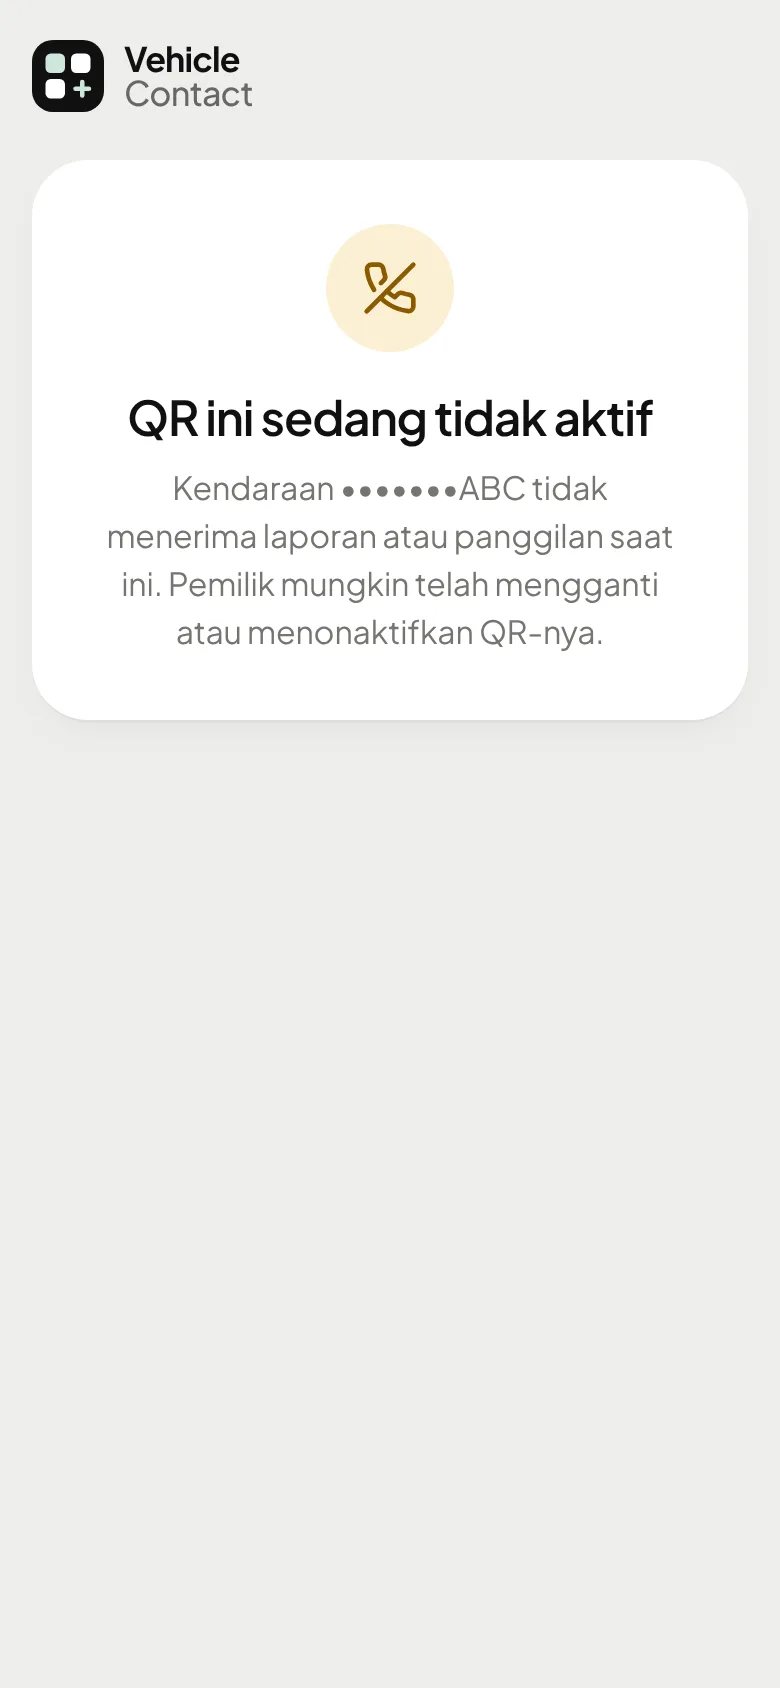 Vehicle
Contact
QR ini sedang tidak aktif
Kendaraan •••••••ABC tidak
menerima laporan atau panggilan saat
ini. Pemilik mungkin telah mengganti
atau menonaktifkan QR-nya.